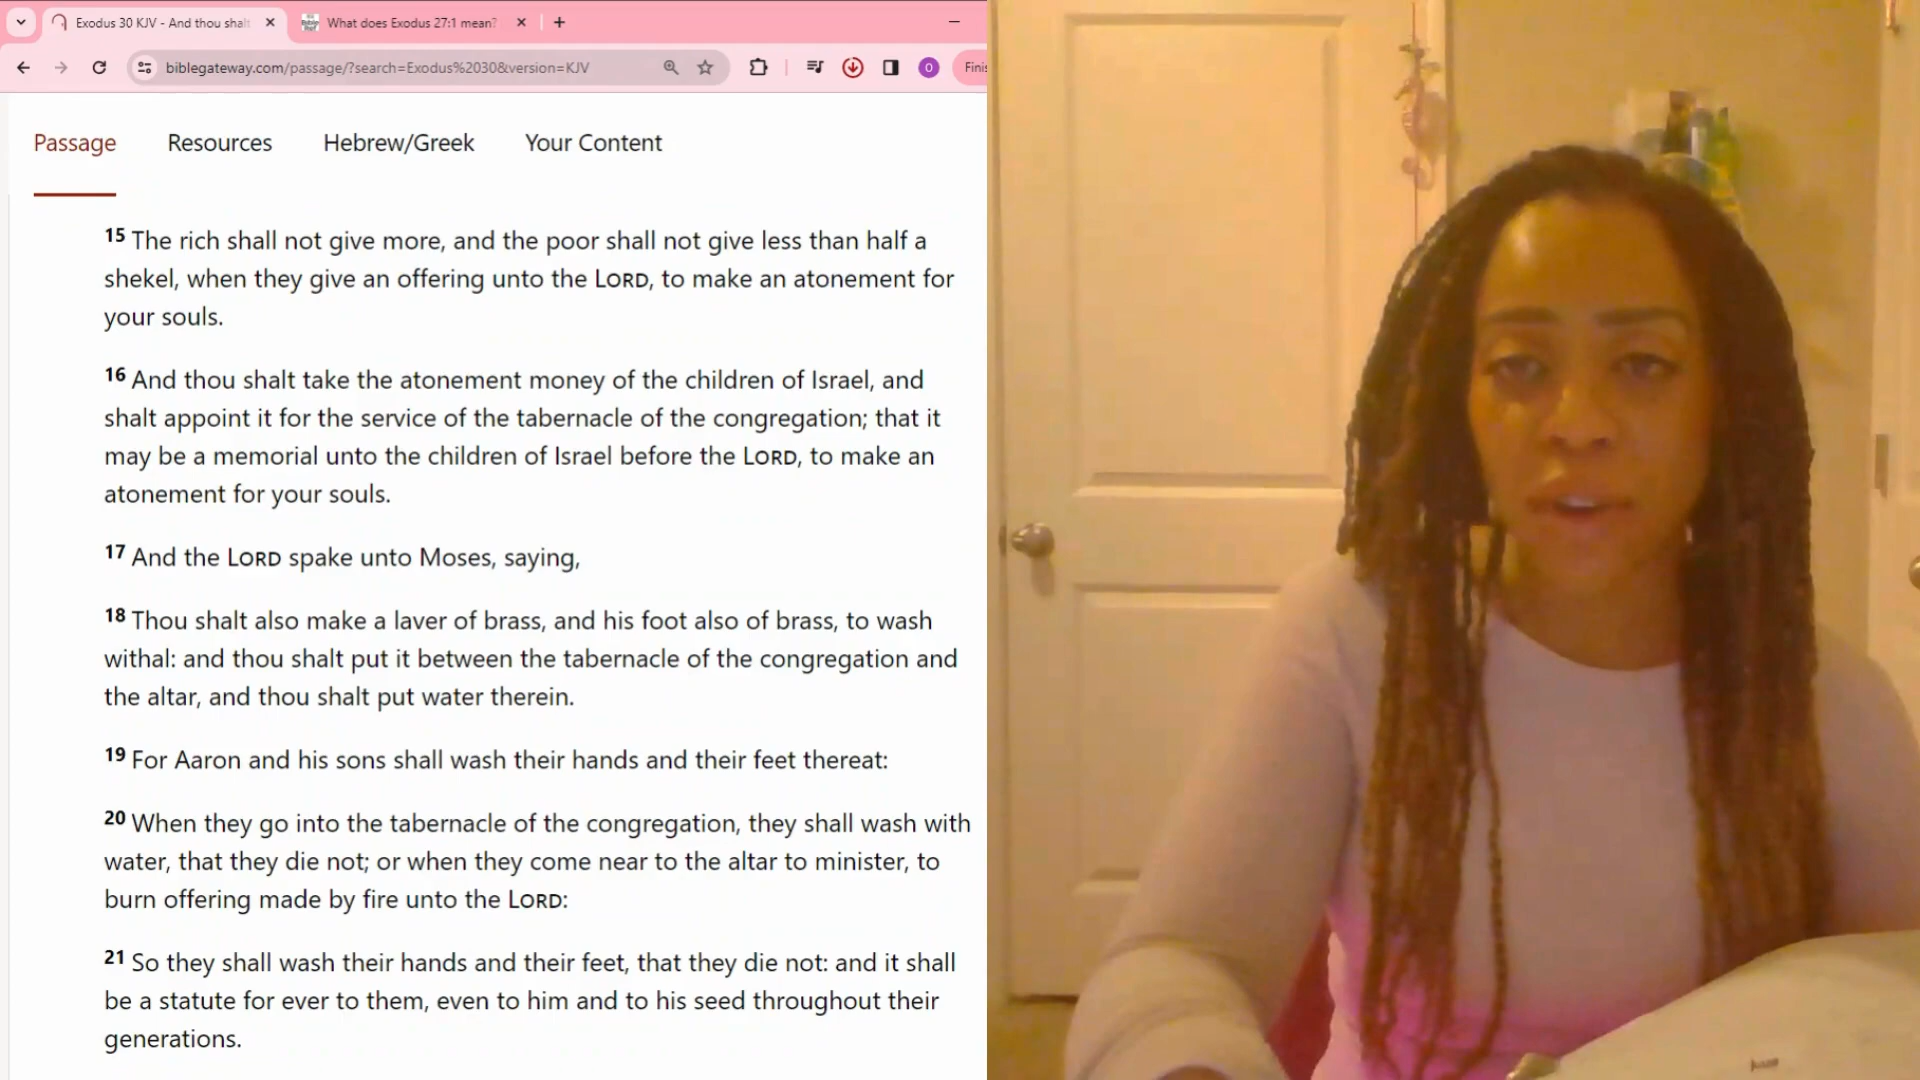 Exodus 30 KJV - And thou shalt
What does Exodus 27:1 mean?
biblegateway.com/passage/?search=Exodus%2030&version=KJV
O
Finis
Passage Resources Hebrew/Greek Your Content
15 The rich shall not give more, and the poor shall not give less than half a
shekel, when they give an offering unto the LORD, to make an atonement for
your souls.
16 And thou shalt take the atonement money of the children of Israel, and
shalt appoint it for the service of the tabernacle of the congregation; that it
may be a memorial unto the children of Israel before the LORD, to make an
atonement for your souls.
17 And the LORD spake unto Moses, saying,
18 Thou shalt also make a laver of brass, and his foot also of brass, to wash
withal: and thou shalt put it between the tabernacle of the congregation and
the altar, and thou shalt put water therein.
19 For Aaron and his sons shall wash their hands and their feet thereat:
20 When they go into the tabernacle of the congregation, they shall wash with
water, that they die not; or when they come near to the altar to minister, to
burn offering made by fire unto the LORD:
21 So they shall wash their hands and their feet, that they die not: and it shall
be a statute for ever to them, even to him and to his seed throughout their
generations.